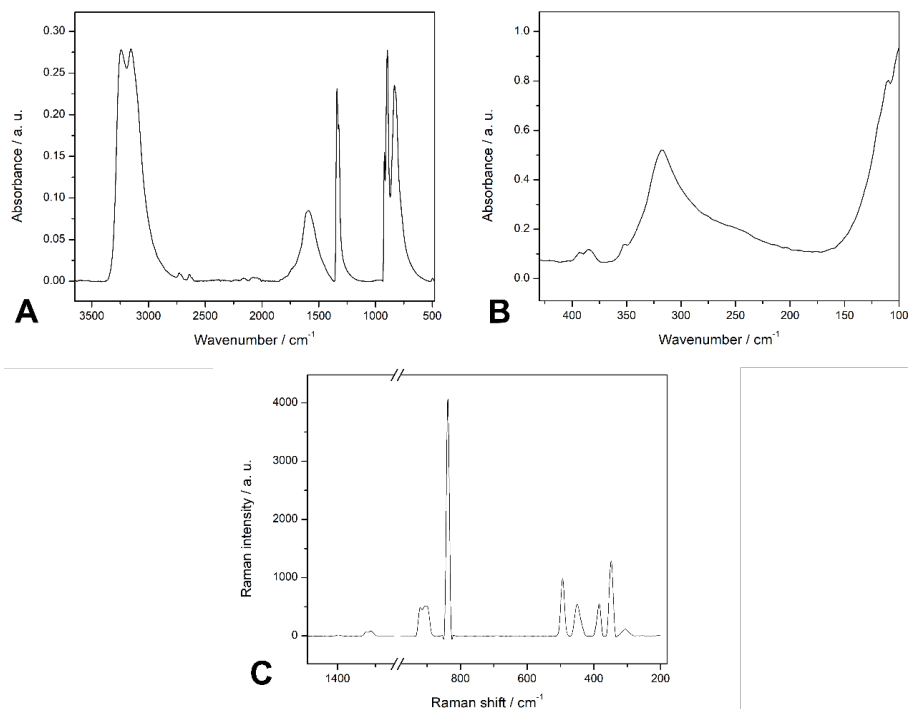 0.30
0.25
0.20
0.15
0.10
0.05
0.00
Absorbance / a. u.
3500 3000 2500 2000 1500 1000 500
Wavenumber / cm⁻¹
A
1.0
0.8
0.6
0.4
0.2
0.0
Absorbance / a. u.
400 350 300 250 200 150 100
Wavenumber / cm⁻¹
B
4000
3000
2000
1000
0
Raman intensity / a. u.
1400 800 600 400 200
Raman shift / cm⁻¹
C